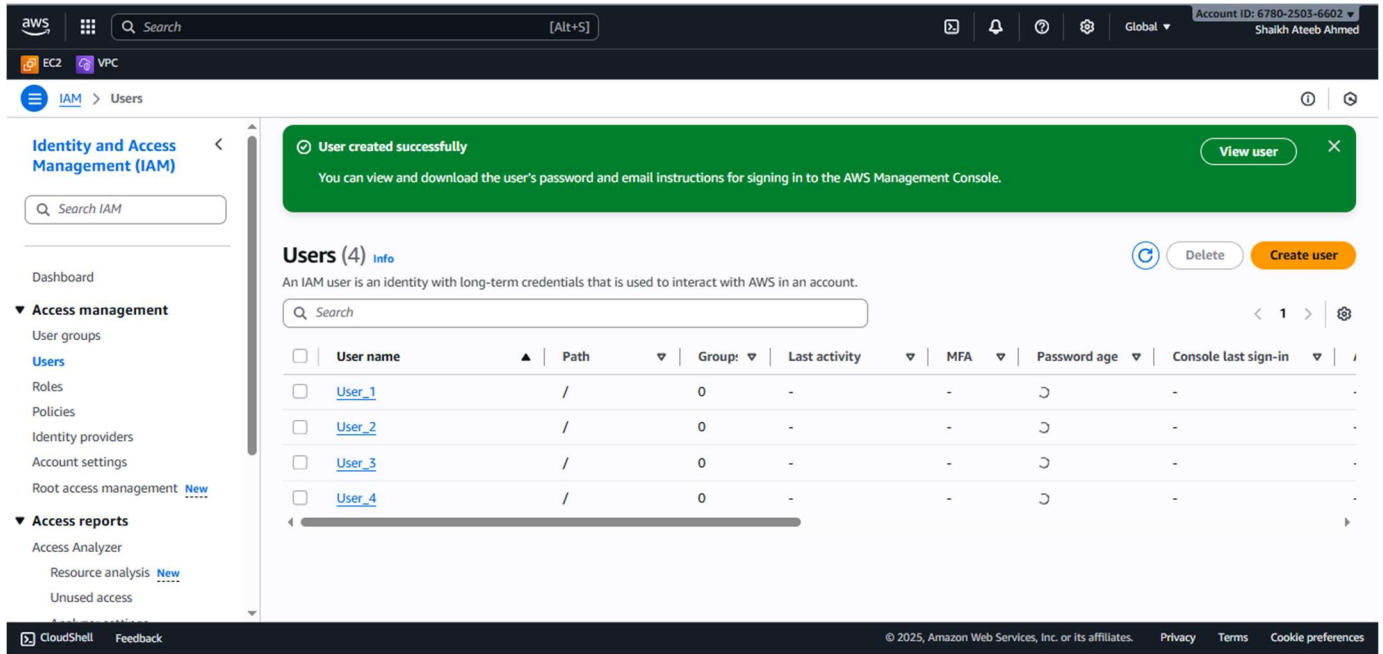 aws
Search [Alt+S]
Global
Account ID: 6780-2503-6602
Shaikh Ateeb Ahmed
EC2 VPC
IAM > Users
Identity and Access
Management (IAM)
Search IAM
Dashboard
Access management
User groups
Users
Roles
Policies
Identity providers
Account settings
Root access management New
Access reports
Access Analyzer
Resource analysis New
Unused access
User created successfully
View user
You can view and download the user's password and email instructions for signing in to the AWS Management Console.
Users (4) Info
Delete Create user
An IAM user is an identity with long-term credentials that is used to interact with AWS in an account.
Search
< 1 >
User name Path Group: Last activity MFA Password age Console last sign-in
User_1 / 0 - - - -
User_2 / 0 - - - -
User_3 / 0 - - - -
User_4 / 0 - - - -
CloudShell Feedback © 2025, Amazon Web Services, Inc. or its affiliates. Privacy Terms Cookie preferences